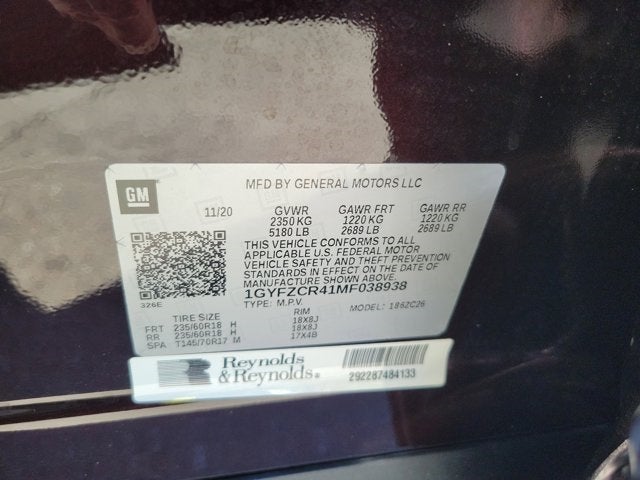 GM
MFD BY GENERAL MOTORS LLC
11/20 GVWR GAWR FRT GAWR RR
2350 KG 1220 KG 1220 KG
5180 LB 2689 LB 2689 LB
THIS VEHICLE CONFORMS TO ALL
APPLICABLE U.S. FEDERAL MOTOR
VEHICLE SAFETY AND THEFT PREVENTION
STANDARDS IN EFFECT ON THE DATE OF
MANUFACTURE SHOWN ABOVE.
326E
1GYFZCR41MF038938
TYPE: M.P.V. MODEL: 186ZC26
TIRE SIZE RIM
FRT 235/60R18 H 18X8J
RR 235/60R18 H 18X8J
SPA T145/70R17 M 17X4B
Reynolds
& Reynolds®
292287484133